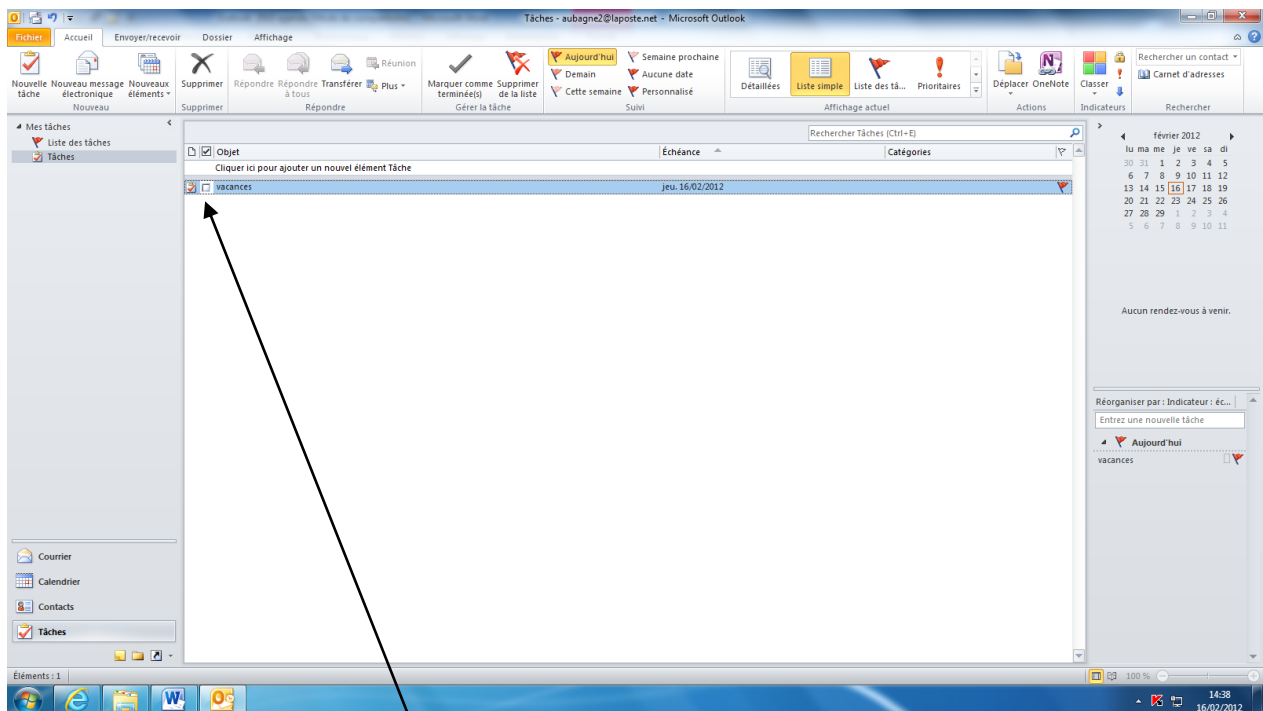 Tâches - aubagne2@laposte.net - Microsoft Outlook
Fichier Accueil Envoyer/recevoir Dossier Affichage
Nouvelle tâche
Nouveau message électronique
Nouveaux éléments
Nouveau
Supprimer
Supprimer
Répondre
Répondre à tous
Transférer
Réunion
Plus
Répondre
Marquer comme terminée(s)
Supprimer de la liste
Gérer la tâche
Aujourd'hui
Demain
Cette semaine
Semaine prochaine
Aucune date
Personnalisé
Suivi
Détaillées
Liste simple
Liste des tâ...
Prioritaires
Affichage actuel
Déplacer
OneNote
Actions
Classer
Indicateurs
Rechercher un contact
Carnet d'adresses
Rechercher
Mes tâches
Liste des tâches
Tâches
Rechercher Tâches (Ctrl+E)
Objet Échéance Catégories
Cliquer ici pour ajouter un nouvel élément Tâche
vacances jeu. 16/02/2012
février 2012
lu ma me je ve sa di
30 31 1 2 3 4 5
6 7 8 9 10 11 12
13 14 15 16 17 18 19
20 21 22 23 24 25 26
27 28 29 1 2 3 4
5 6 7 8 9 10 11
Aucun rendez-vous à venir.
Réorganiser par : Indicateur : éc...
Entrez une nouvelle tâche
Aujourd'hui
vacances
Courrier
Calendrier
Contacts
Tâches
Éléments : 1
100 %
14:38
16/02/2012